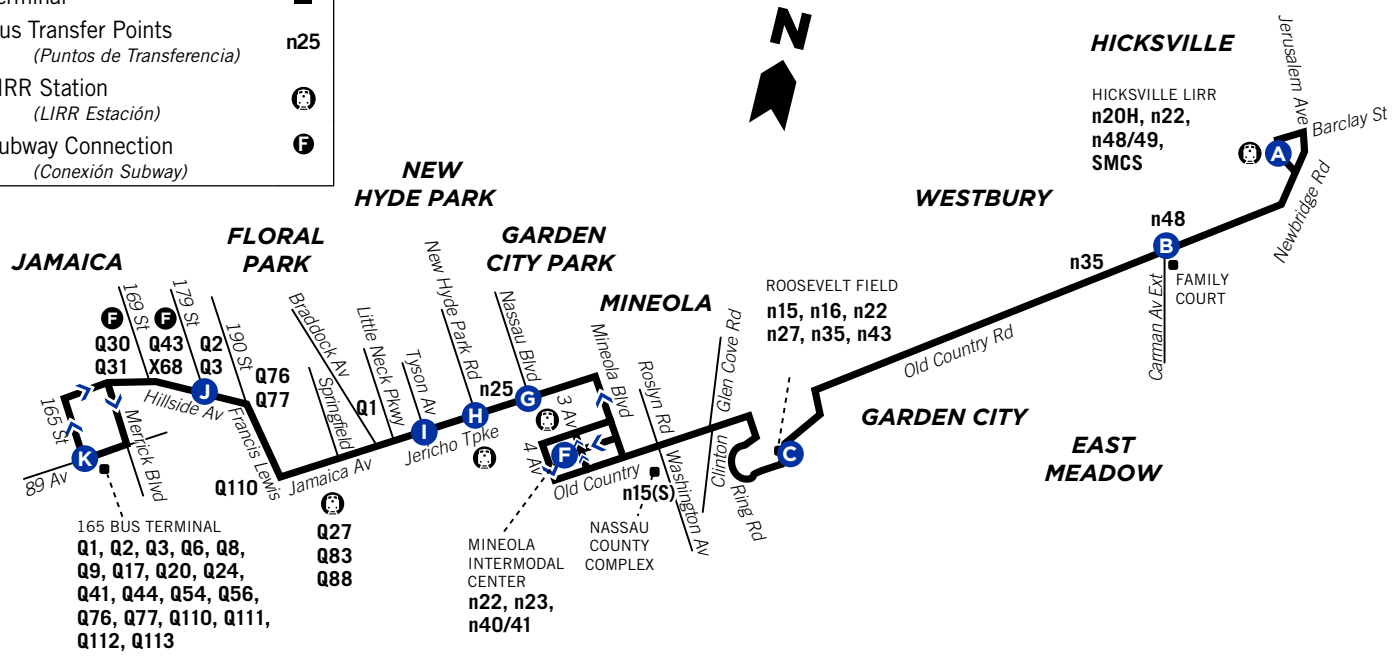 us Transfer Points
(Puntos de Transferencia)
n25
RR Station
(LIRR Estación)
ubway Connection
(Conexión Subway)
F
N
HICKSVILLE
HICKSVILLE LIRR
n20H, n22,
n48/49,
SMCS
Jerusalem Ave
Barclay St
A
Newbridge Rd
WESTBURY
n48
B
n35
FAMILY
COURT
Carman Av Ext
Old Country Rd
NEW
HYDE PARK
FLORAL
PARK
GARDEN
CITY PARK
JAMAICA
MINEOLA
ROOSEVELT FIELD
n15, n16, n22
n27, n35, n43
GARDEN CITY
EAST
MEADOW
169 St
179 St
190 St
F
F
Q30
Q31
Q43
X68
Q2
Q3
Q76
Q77
J
Hillside Av
165 St
Merrick Blvd
K
89 Av
Francis Lewis
Q110
Jamaica Av
Springfield
Braddock Av
Q1
Little Neck Pkwy
Tyson Av
I
New Hyde Park Rd
H
Jericho Tpke
n25
Nassau Blvd
G
3 Av
4 Av
F
Mineola Blvd
Old Country
Roslyn Rd
Washington Av
n15(S)
Glen Cove Rd
Clinton
Ring Rd
C
165 BUS TERMINAL
Q1, Q2, Q3, Q6, Q8,
Q9, Q17, Q20, Q24,
Q41, Q44, Q54, Q56,
Q76, Q77, Q110, Q111,
Q112, Q113
Q27
Q83
Q88
MINEOLA
INTERMODAL
CENTER
n22, n23,
n40/41
NASSAU
COUNTY
COMPLEX